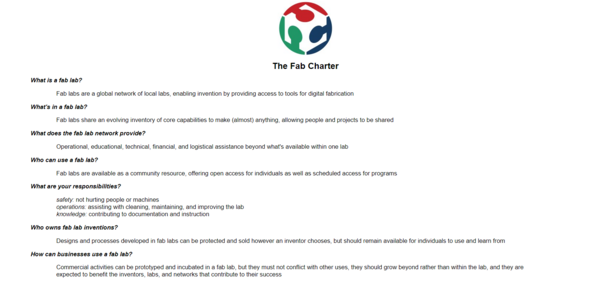 The Fab Charter
What is a fab lab?
Fab labs are a global network of local labs, enabling invention by providing access to tools for digital fabrication
What's in a fab lab?
Fab labs share an evolving inventory of core capabilities to make (almost) anything, allowing people and projects to be shared
What does the fab lab network provide?
Operational, educational, technical, financial, and logistical assistance beyond what's available within one lab
Who can use a fab lab?
Fab labs are available as a community resource, offering open access for individuals as well as scheduled access for programs
What are your responsibilities?
safety: not hurting people or machines
operations: assisting with cleaning, maintaining, and improving the lab
knowledge: contributing to documentation and instruction
Who owns fab lab inventions?
Designs and processes developed in fab labs can be protected and sold however an inventor chooses, but should remain available for individuals to use and learn from
How can businesses use a fab lab?
Commercial activities can be prototyped and incubated in a fab lab, but they must not conflict with other uses, they should grow beyond rather than within the lab, and they are
expected to benefit the inventors, labs, and networks that contribute to their success